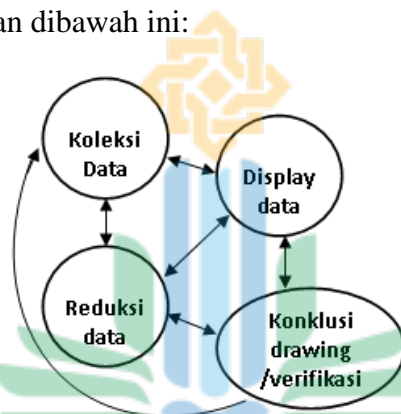 an dibawah ini:
Koleksi
Data
Display
data
Reduksi
data
Konklusi
drawing
/verifikasi